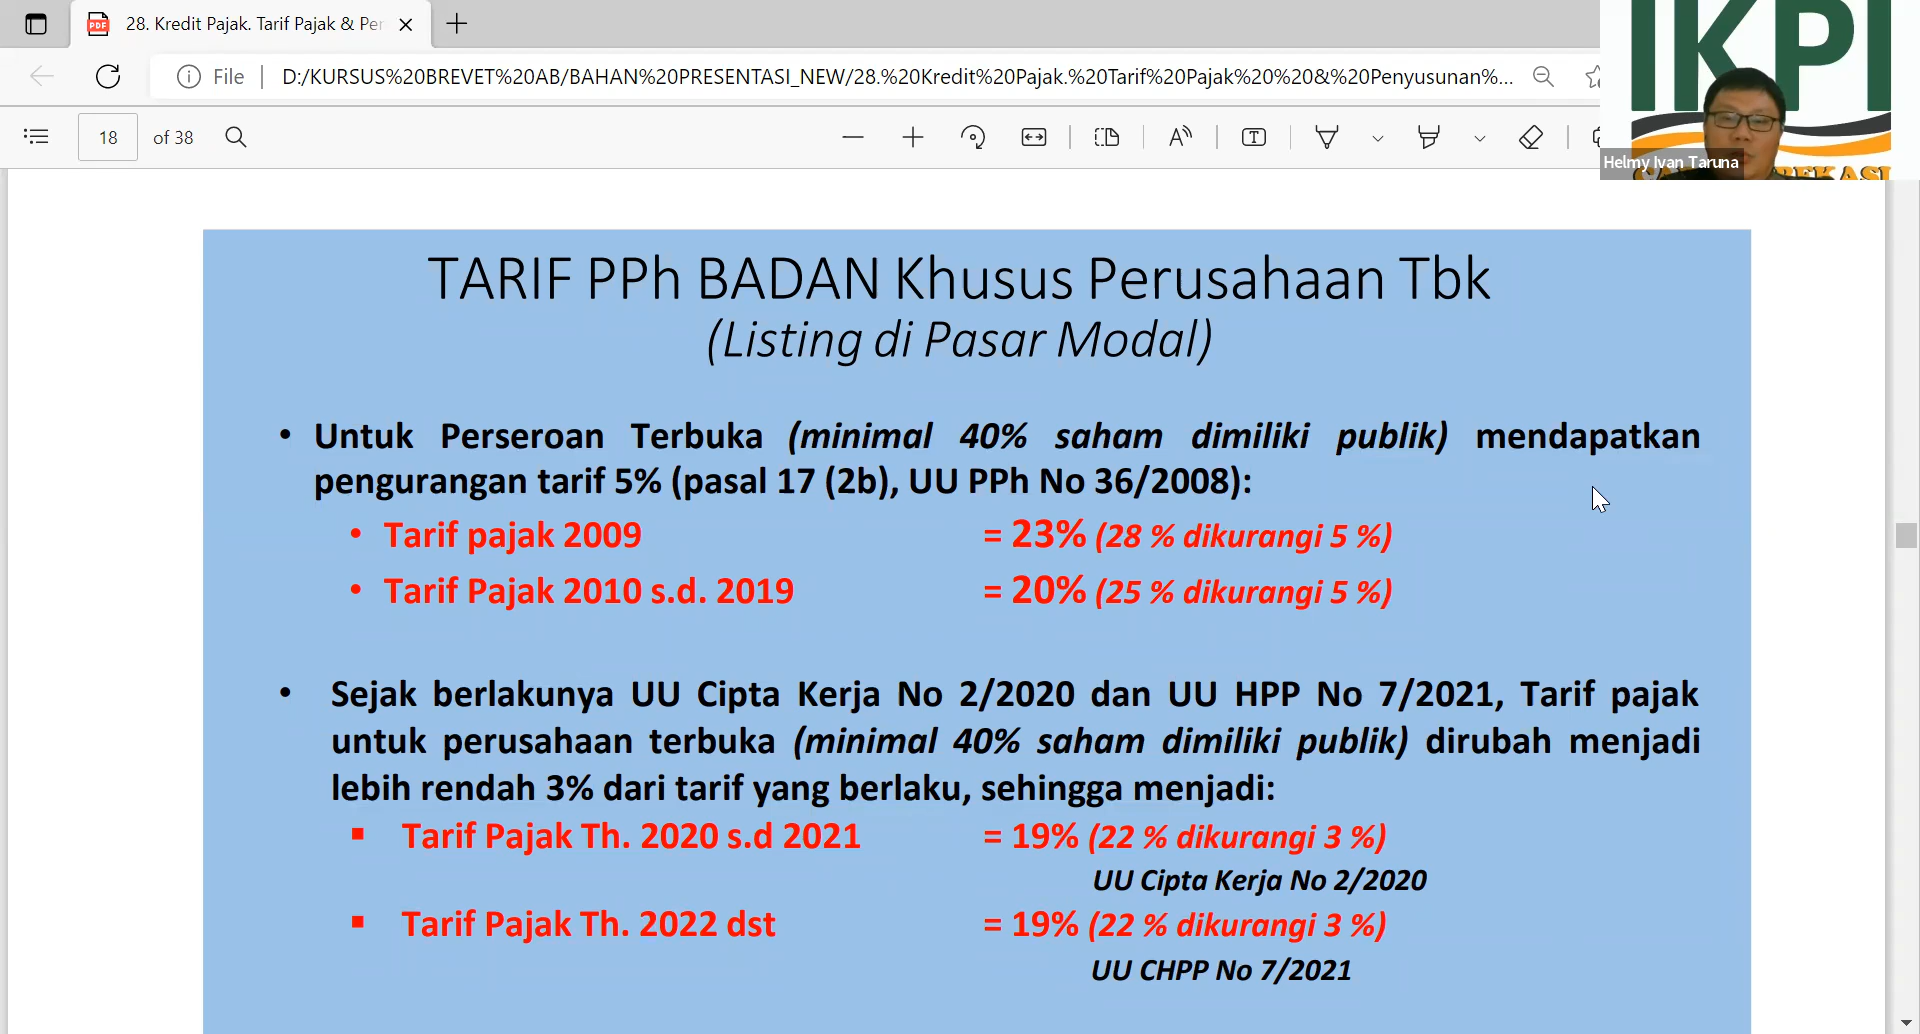 28. Kredit Pajak. Tarif Pajak & Per
File
D:/KURSUS%20BREVET%20AB/BAHAN%20PRESENTASI_NEW/28.%20Kredit%20Pajak.%20Tarif%20Pajak%20%20&%20Penyusunan%...
18 of 38
IKPI
Helmy Ivan Taruna
TARIF PPh BADAN Khusus Perusahaan Tbk
(Listing di Pasar Modal)
• Untuk Perseroan Terbuka (minimal 40% saham dimiliki publik) mendapatkan
pengurangan tarif 5% (pasal 17 (2b), UU PPh No 36/2008):
• Tarif pajak 2009 = 23% (28 % dikurangi 5 %)
• Tarif Pajak 2010 s.d. 2019 = 20% (25 % dikurangi 5 %)
• Sejak berlakunya UU Cipta Kerja No 2/2020 dan UU HPP No 7/2021, Tarif pajak
untuk perusahaan terbuka (minimal 40% saham dimiliki publik) dirubah menjadi
lebih rendah 3% dari tarif yang berlaku, sehingga menjadi:
▪ Tarif Pajak Th. 2020 s.d 2021 = 19% (22 % dikurangi 3 %)
UU Cipta Kerja No 2/2020
▪ Tarif Pajak Th. 2022 dst = 19% (22 % dikurangi 3 %)
UU CHPP No 7/2021